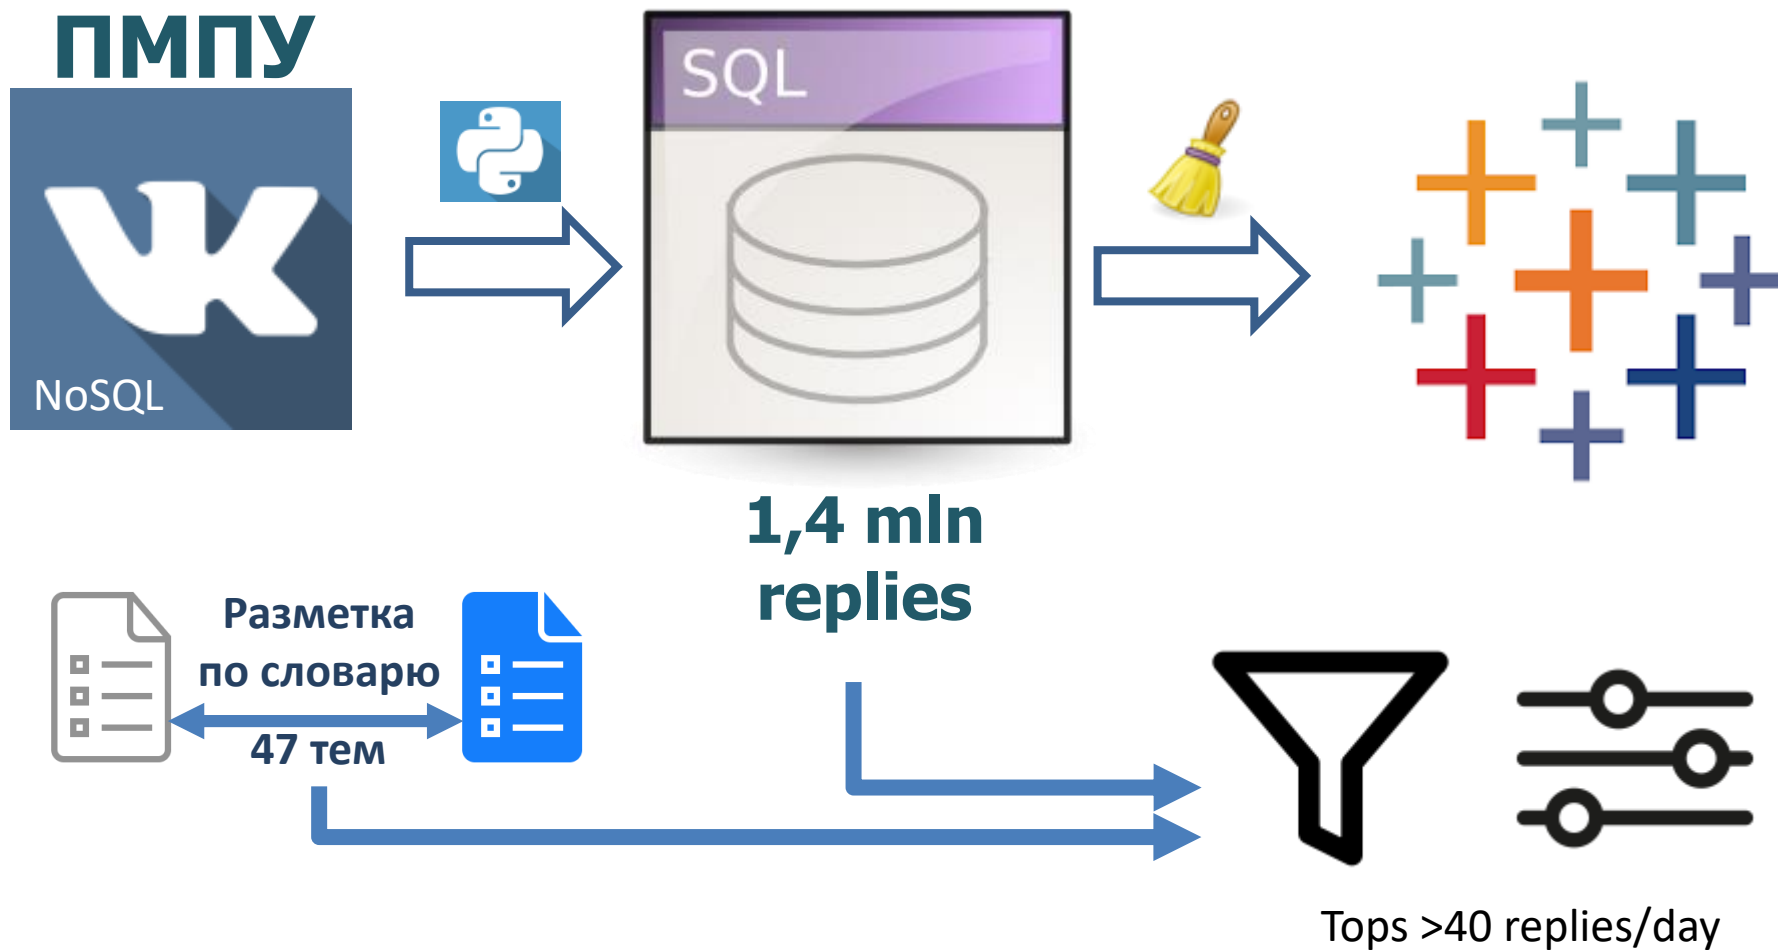 ПМПУ
NoSQL
SQL
1,4 mln
replies
Разметка
по словарю
47 тем
Tops >40 replies/day